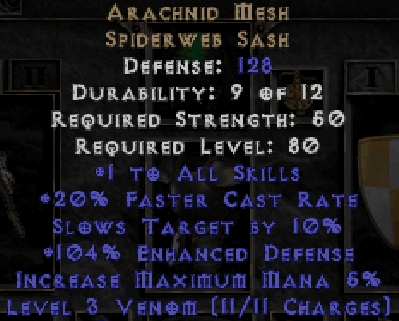 Arachnid Mesh
Spiderweb Sash
Defense: 128
Durability: 9 of 12
Required Strength: 50
Required Level: 80
+1 to All Skills
+20% Faster Cast Rate
Slows Target by 10%
+104% Enhanced Defense
Increase Maximum Mana 5%
Level 3 Venom (11/11 Charges)
II
I